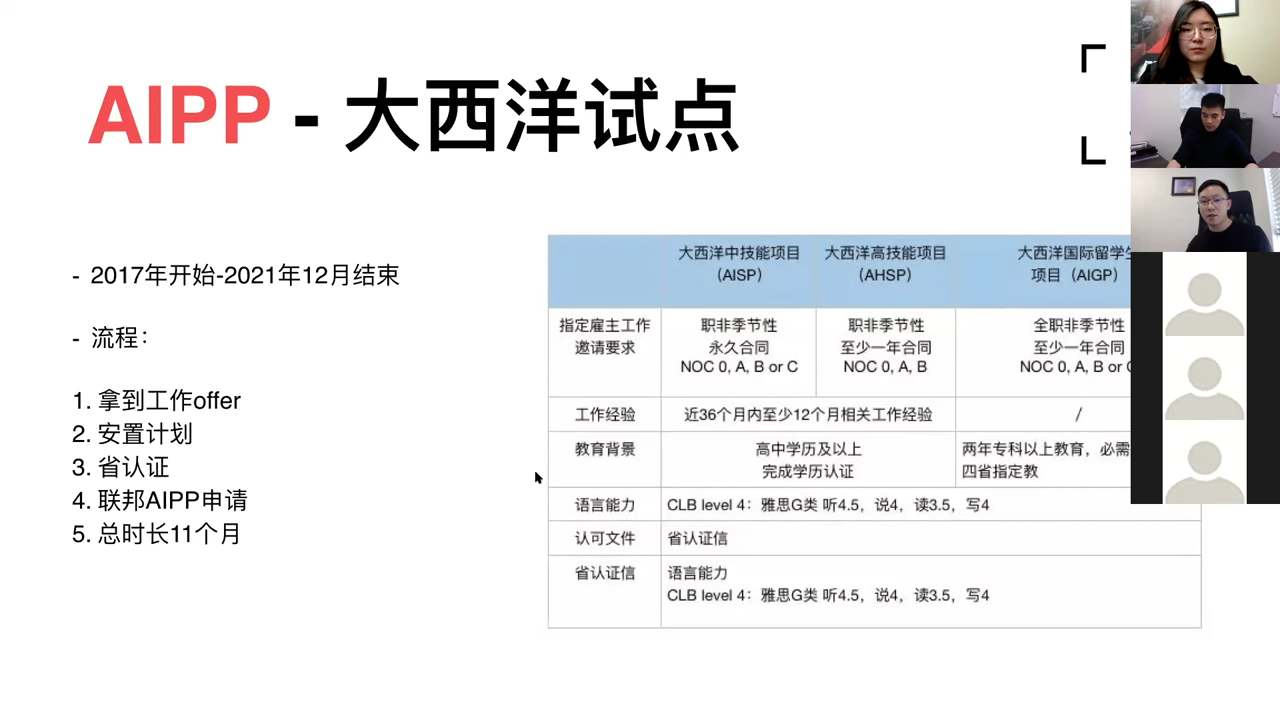 AIPP - 大西洋试点
- 2017年开始-2021年12月结束
- 流程：
1. 拿到工作offer
2. 安置计划
3. 省认证
4. 联邦AIPP申请
5. 总时长11个月
大西洋中技能项目
（AISP）
大西洋高技能项目
（AHSP）
大西洋国际留学生
项目（AIGP）
指定雇主工作
邀请要求
职非季节性
永久合同
NOC 0, A, B or C
职非季节性
至少一年合同
NOC 0, A, B
全职非季节性
至少一年合同
NOC 0, A, B or C
工作经验
近36个月内至少12个月相关工作经验
/
教育背景
高中学历及以上
完成学历认证
两年专科以上教育，必需
四省指定教
语言能力
CLB level 4：雅思G类 听4.5，说4，读3.5，写4
认可文件
省认证信
省认证信
语言能力
CLB level 4：雅思G类 听4.5，说4，读3.5，写4